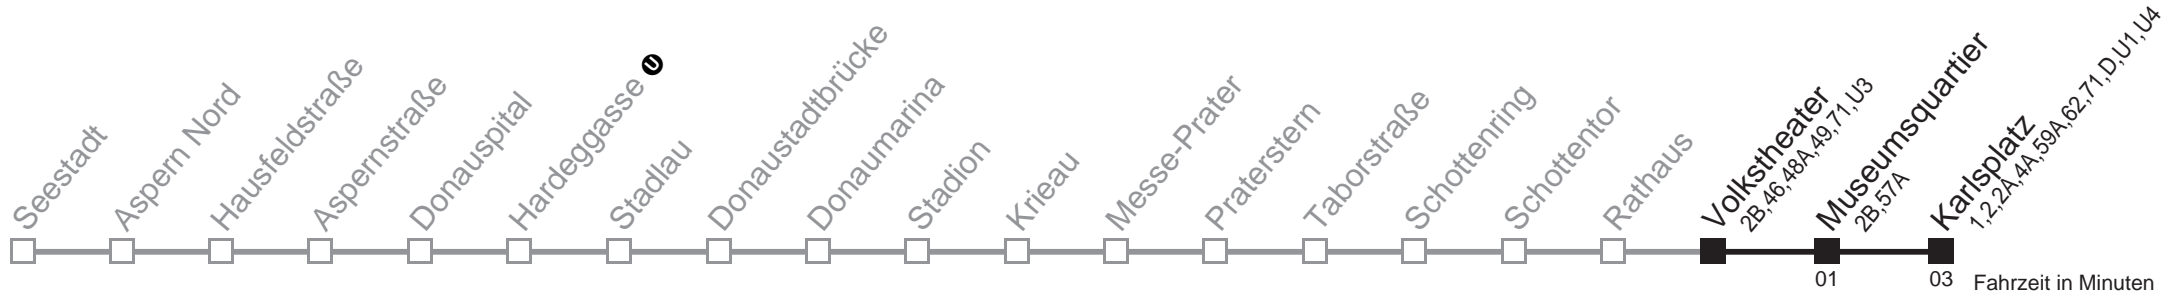 Seestadt
Aspern Nord
Hausfeldstraße
Aspernstraße
Donauspital
Hardeggasse U
Stadlau
Donaustadtbrücke
Donaumarina
Stadion
Krieau
Messe-Prater
Praterstern
Taborstraße
Schottenring
Schottentor
Rathaus
Volkstheater
2B,46,48A,49,71,U3
Museumsquartier
2B,57A
Karlsplatz
1,2,2A,4A,59A,62,71,D,U1,U4
01
03
Fahrzeit in Minuten